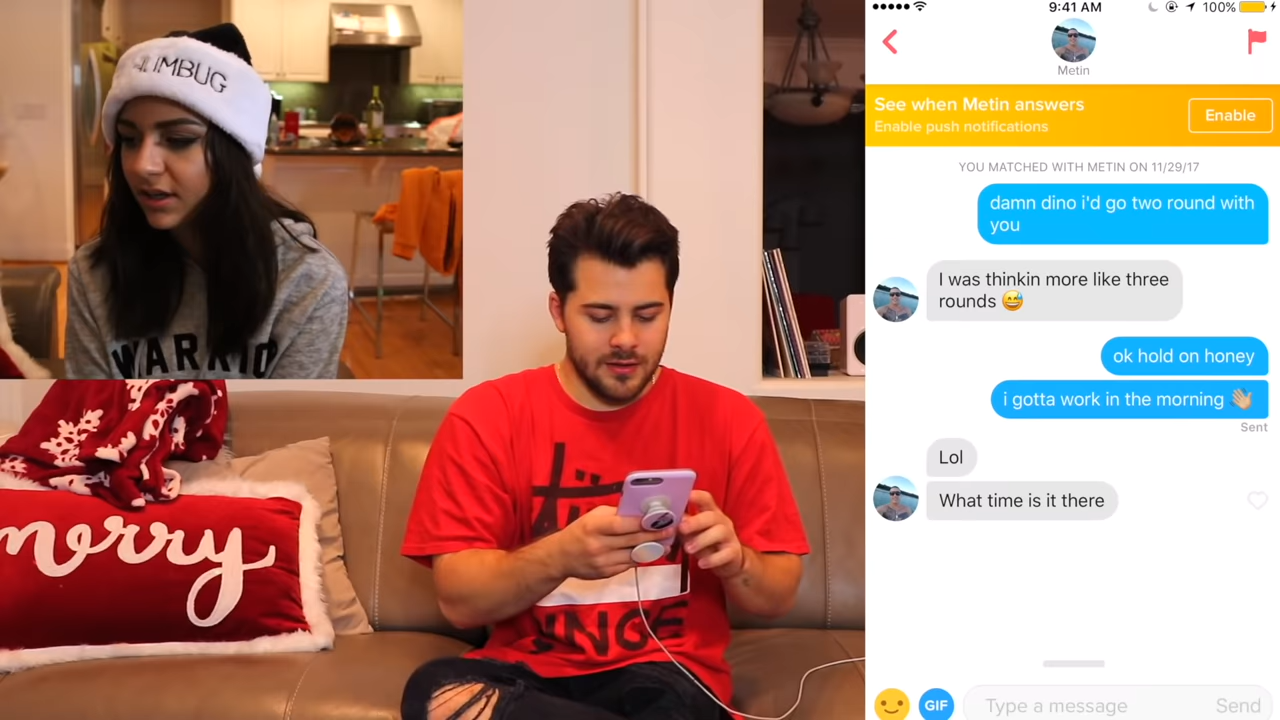 HUMBUG
WARRIO
merry
9:41 AM
100%
Metin
See when Metin answers
Enable push notifications
Enable
YOU MATCHED WITH METIN ON 11/29/17
damn dino i'd go two round with
you
I was thinkin more like three
rounds 😅
ok hold on honey
i gotta work in the morning 👋🏼
Sent
Lol
What time is it there
GIF
Type a message
Send